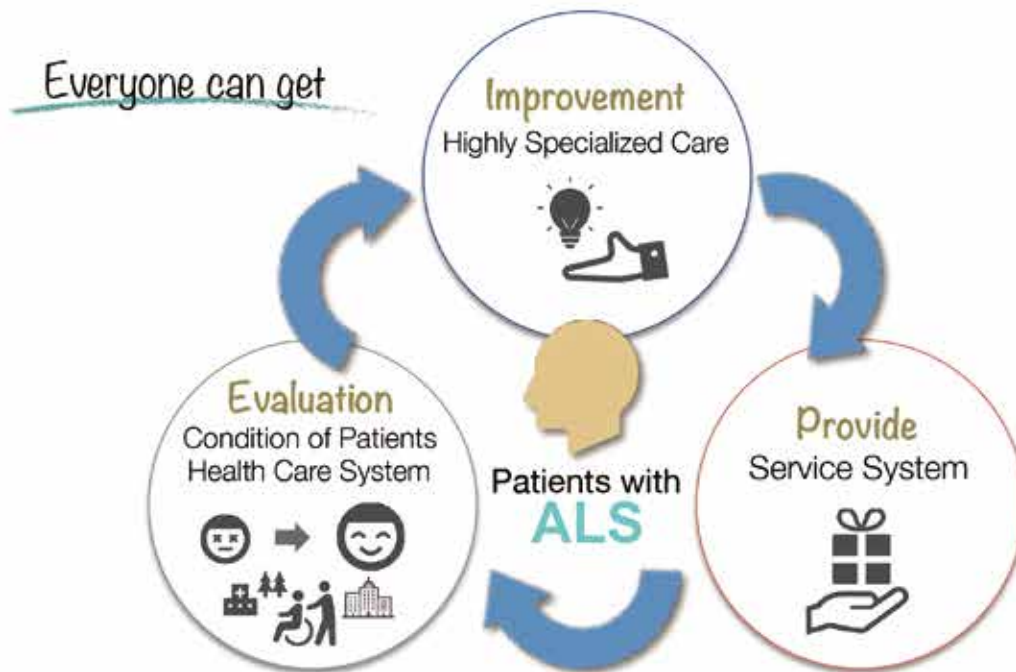 Everyone can get
Improvement
Highly Specialized Care
Evaluation
Condition of Patients
Health Care System
Provide
Service System
Patients with
ALS